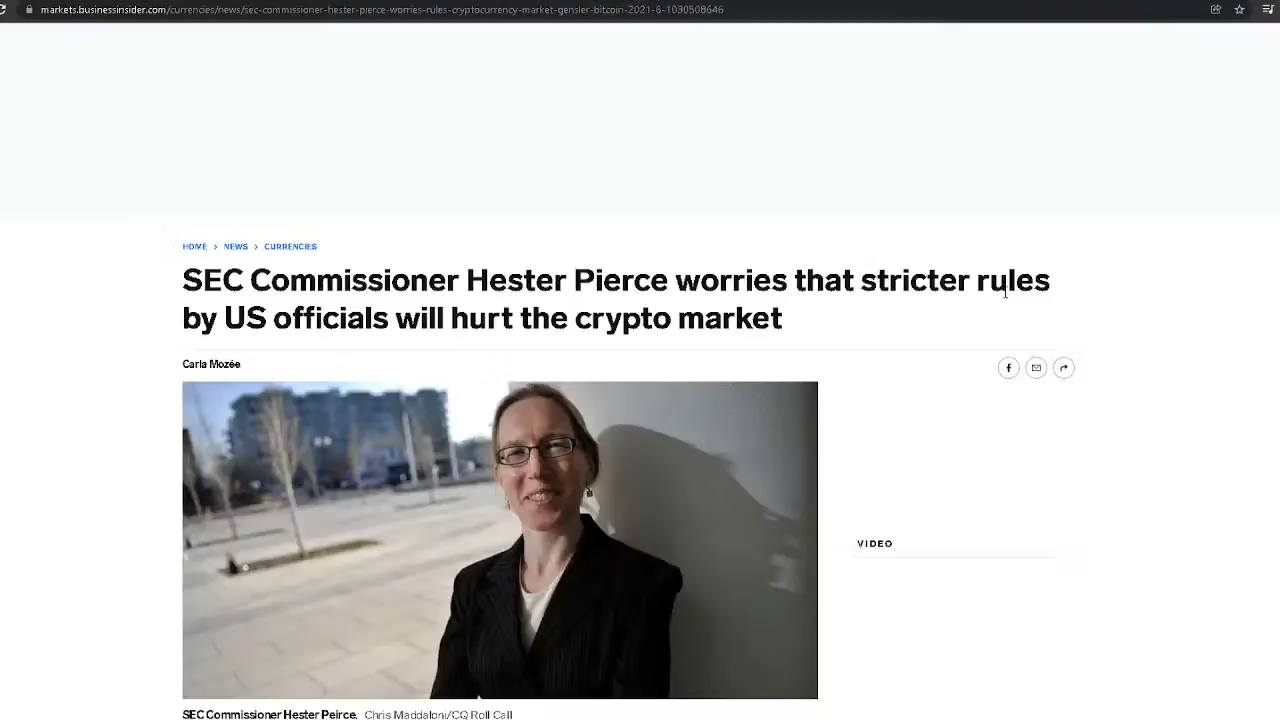 markets.businessinsider.com/currencies/news/sec-commissioner-hester-pierce-worries-rules-cryptocurrency-market-gensler-bitcoin-2021-6-1030508646
HOME > NEWS > CURRENCIES
SEC Commissioner Hester Pierce worries that stricter rules
by US officials will hurt the crypto market
Carla Mozée
VIDEO
SEC Commissioner Hester Peirce. Chris Maddaloni/CQ Roll Call